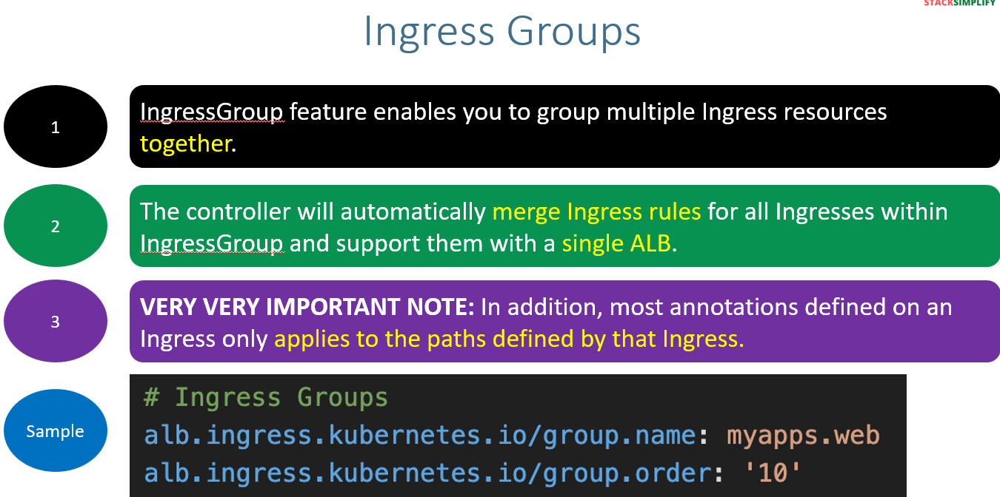 STACKSIMPLIFY
Ingress Groups
1
IngressGroup feature enables you to group multiple Ingress resources
together.
2
The controller will automatically merge Ingress rules for all Ingresses within
IngressGroup and support them with a single ALB.
3
VERY VERY IMPORTANT NOTE: In addition, most annotations defined on an
Ingress only applies to the paths defined by that Ingress.
Sample
# Ingress Groups
alb.ingress.kubernetes.io/group.name: myapps.web
alb.ingress.kubernetes.io/group.order: '10'